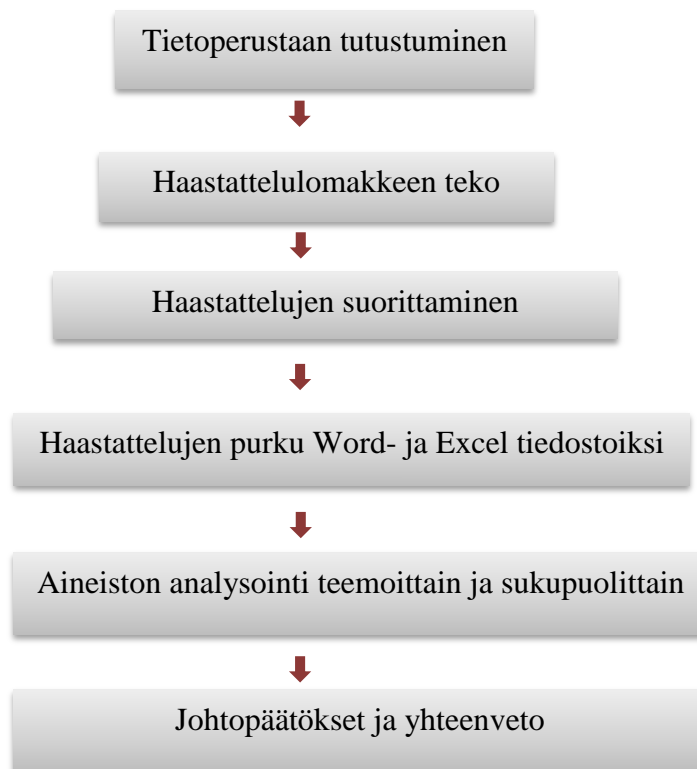 Tietoperustaan tutustuminen
Haastattelulomakkeen teko
Haastattelujen suorittaminen
Haastattelujen purku Word- ja Excel tiedostoiksi
Aineiston analysointi teemoittain ja sukupuolittain
Johtopäätökset ja yhteenveto